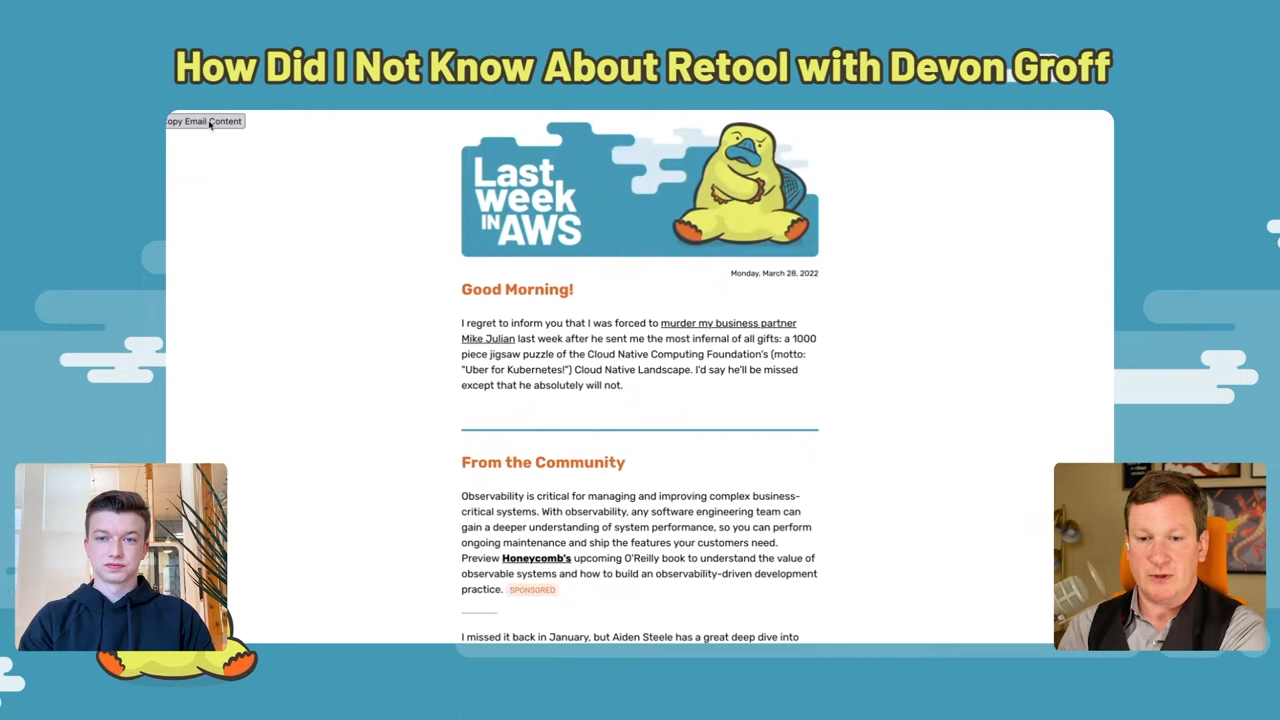 How Did I Not Know About Retool with Devon Groff
opy Email Content
Last
week
IN AWS
Monday, March 28, 2022
Good Morning!
I regret to inform you that I was forced to murder my business partner
Mike Julian last week after he sent me the most infernal of all gifts: a 1000
piece jigsaw puzzle of the Cloud Native Computing Foundation's (motto:
"Uber for Kubernetes!") Cloud Native Landscape. I'd say he'll be missed
except that he absolutely will not.
From the Community
Observability is critical for managing and improving complex business-
critical systems. With observability, any software engineering team can
gain a deeper understanding of system performance, so you can perform
ongoing maintenance and ship the features your customers need.
Preview Honeycomb's upcoming O'Reilly book to understand the value of
observable systems and how to build an observability-driven development
practice. SPONSORED
I missed it back in January, but Aiden Steele has a great deep dive into